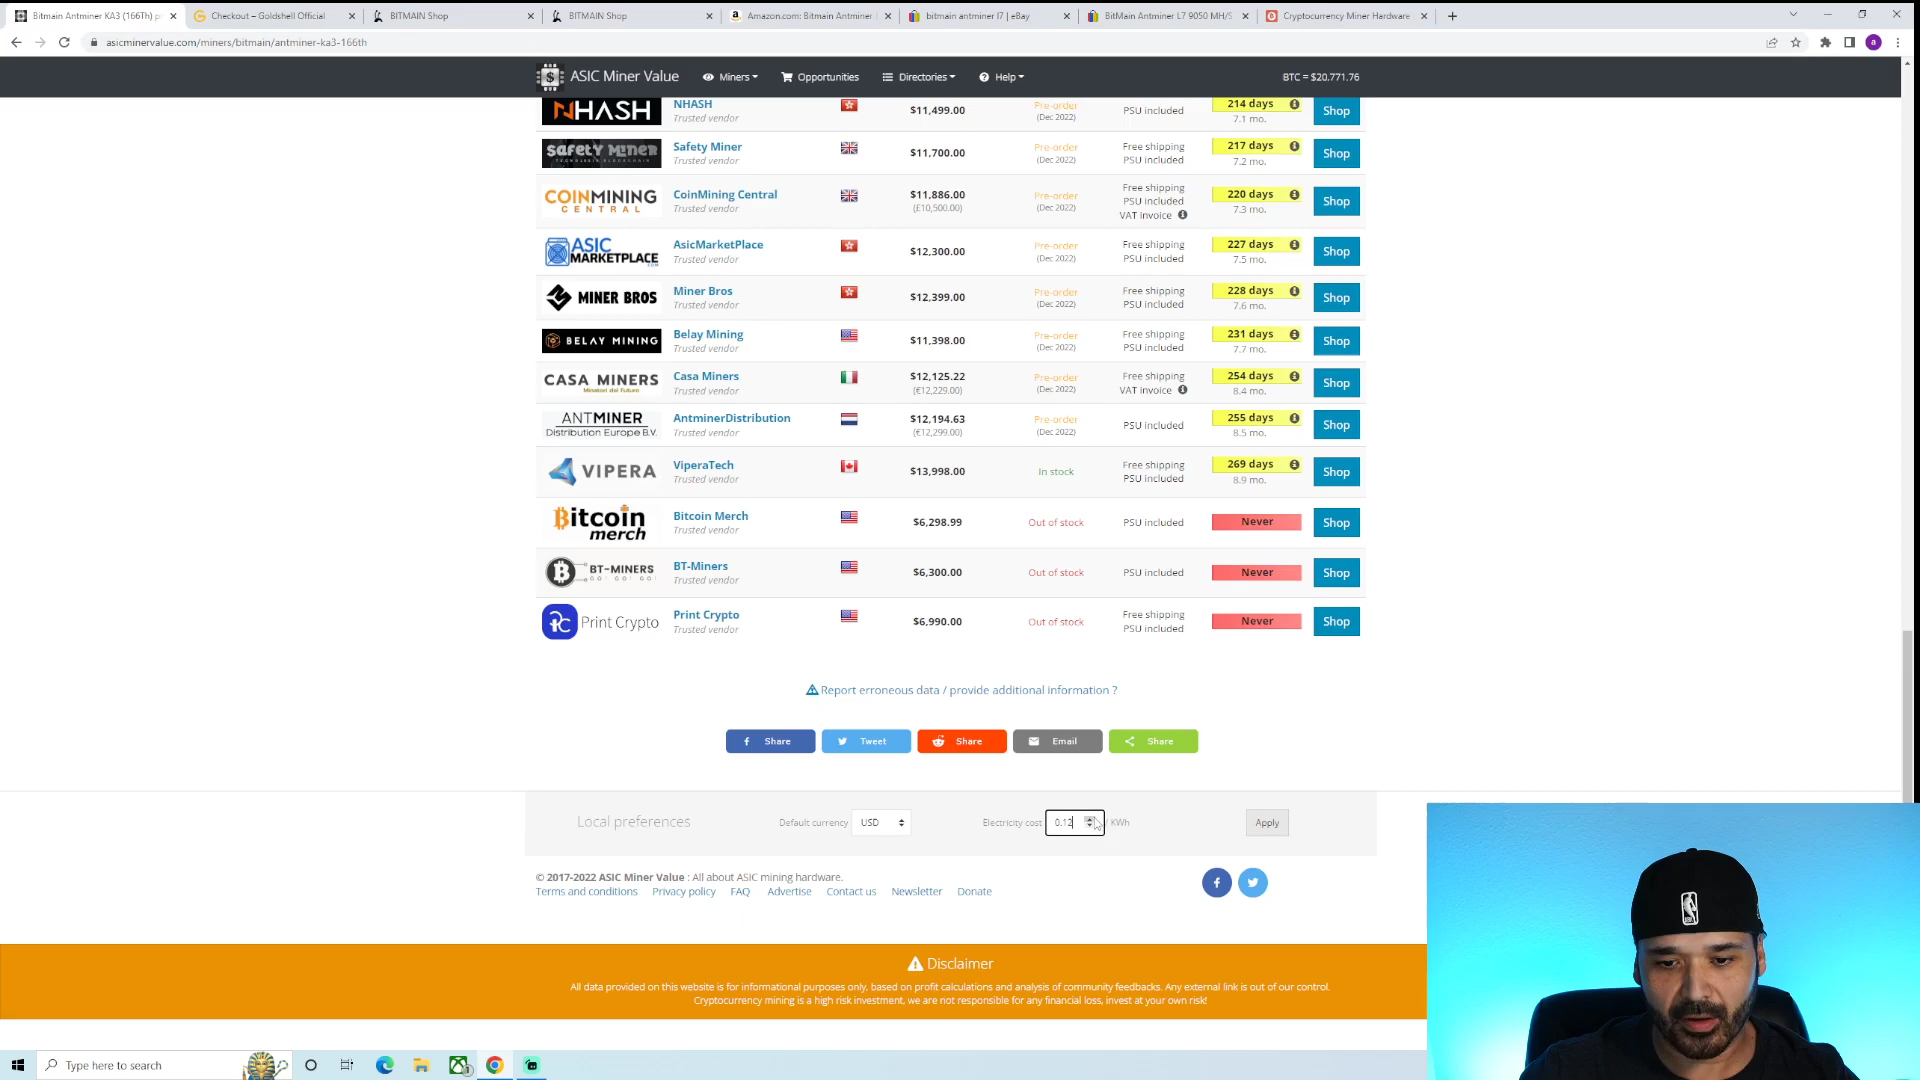 Bitmain Antminer KA3 (166Th) p
Checkout – Goldshell Official
BITMAIN Shop
BITMAIN Shop
Amazon.com: Bitmain Antminer
bitmain antminer l7 | eBay
BitMain Antminer L7 9050 MH/S
Cryptocurrency Miner Hardware
asicminervalue.com/miners/bitmain/antminer-ka3-166th
a
ASIC Miner Value
Miners
Opportunities
Directories
Help
BTC = $20,771.76
NHASH NHASH $11,499.00 Pre-order PSU included 214 days Shop
Trusted vendor (Dec 2022) 7.1 mo.
SAFETY MINER Safety Miner $11,700.00 Pre-order Free shipping 217 days Shop
Trusted vendor (Dec 2022) PSU included 7.2 mo.
COINMINING CENTRAL CoinMining Central $11,886.00 Pre-order Free shipping 220 days Shop
Trusted vendor (£10,500.00) (Dec 2022) PSU included 7.3 mo.
VAT invoice
ASIC MARKETPLACE.COM AsicMarketPlace $12,300.00 Pre-order Free shipping 227 days Shop
Trusted vendor (Dec 2022) PSU included 7.5 mo.
MINER BROS Miner Bros $12,399.00 Pre-order Free shipping 228 days Shop
Trusted vendor (Dec 2022) PSU included 7.6 mo.
BELAY MINING Belay Mining $11,398.00 Pre-order Free shipping 231 days Shop
Trusted vendor (Dec 2022) PSU included 7.7 mo.
CASA MINERS Casa Miners $12,125.22 Pre-order Free shipping 254 days Shop
Minatori del Futuro Trusted vendor (€12,229.00) (Dec 2022) VAT invoice 8.4 mo.
ANTMINER AntminerDistribution $12,194.63 Pre-order PSU included 255 days Shop
Distribution Europe B.V. Trusted vendor (€12,299.00) (Dec 2022) 8.5 mo.
VIPERA ViperaTech $13,998.00 In stock Free shipping 269 days Shop
Trusted vendor PSU included 8.9 mo.
Bitcoin merch Bitcoin Merch $6,298.99 Out of stock PSU included Never Shop
Trusted vendor
BT-MINERS BT-Miners $6,300.00 Out of stock PSU included Never Shop
Trusted vendor
Print Crypto Print Crypto $6,990.00 Out of stock Free shipping Never Shop
Trusted vendor PSU included
Report erroneous data / provide additional information ?
Share
Tweet
Share
Email
Share
Local preferences Default currency USD Electricity cost 0.12 / KWh Apply
© 2017-2022 ASIC Miner Value : All about ASIC mining hardware.
Terms and conditions Privacy policy FAQ Advertise Contact us Newsletter Donate
Disclaimer
All data provided on this website is for informational purposes only, based on profit calculations and analysis of community feedbacks. Any external link is out of our control.
Cryptocurrency mining is a high risk investment, we are not responsible for any financial loss, invest at your own risk!
Type here to search